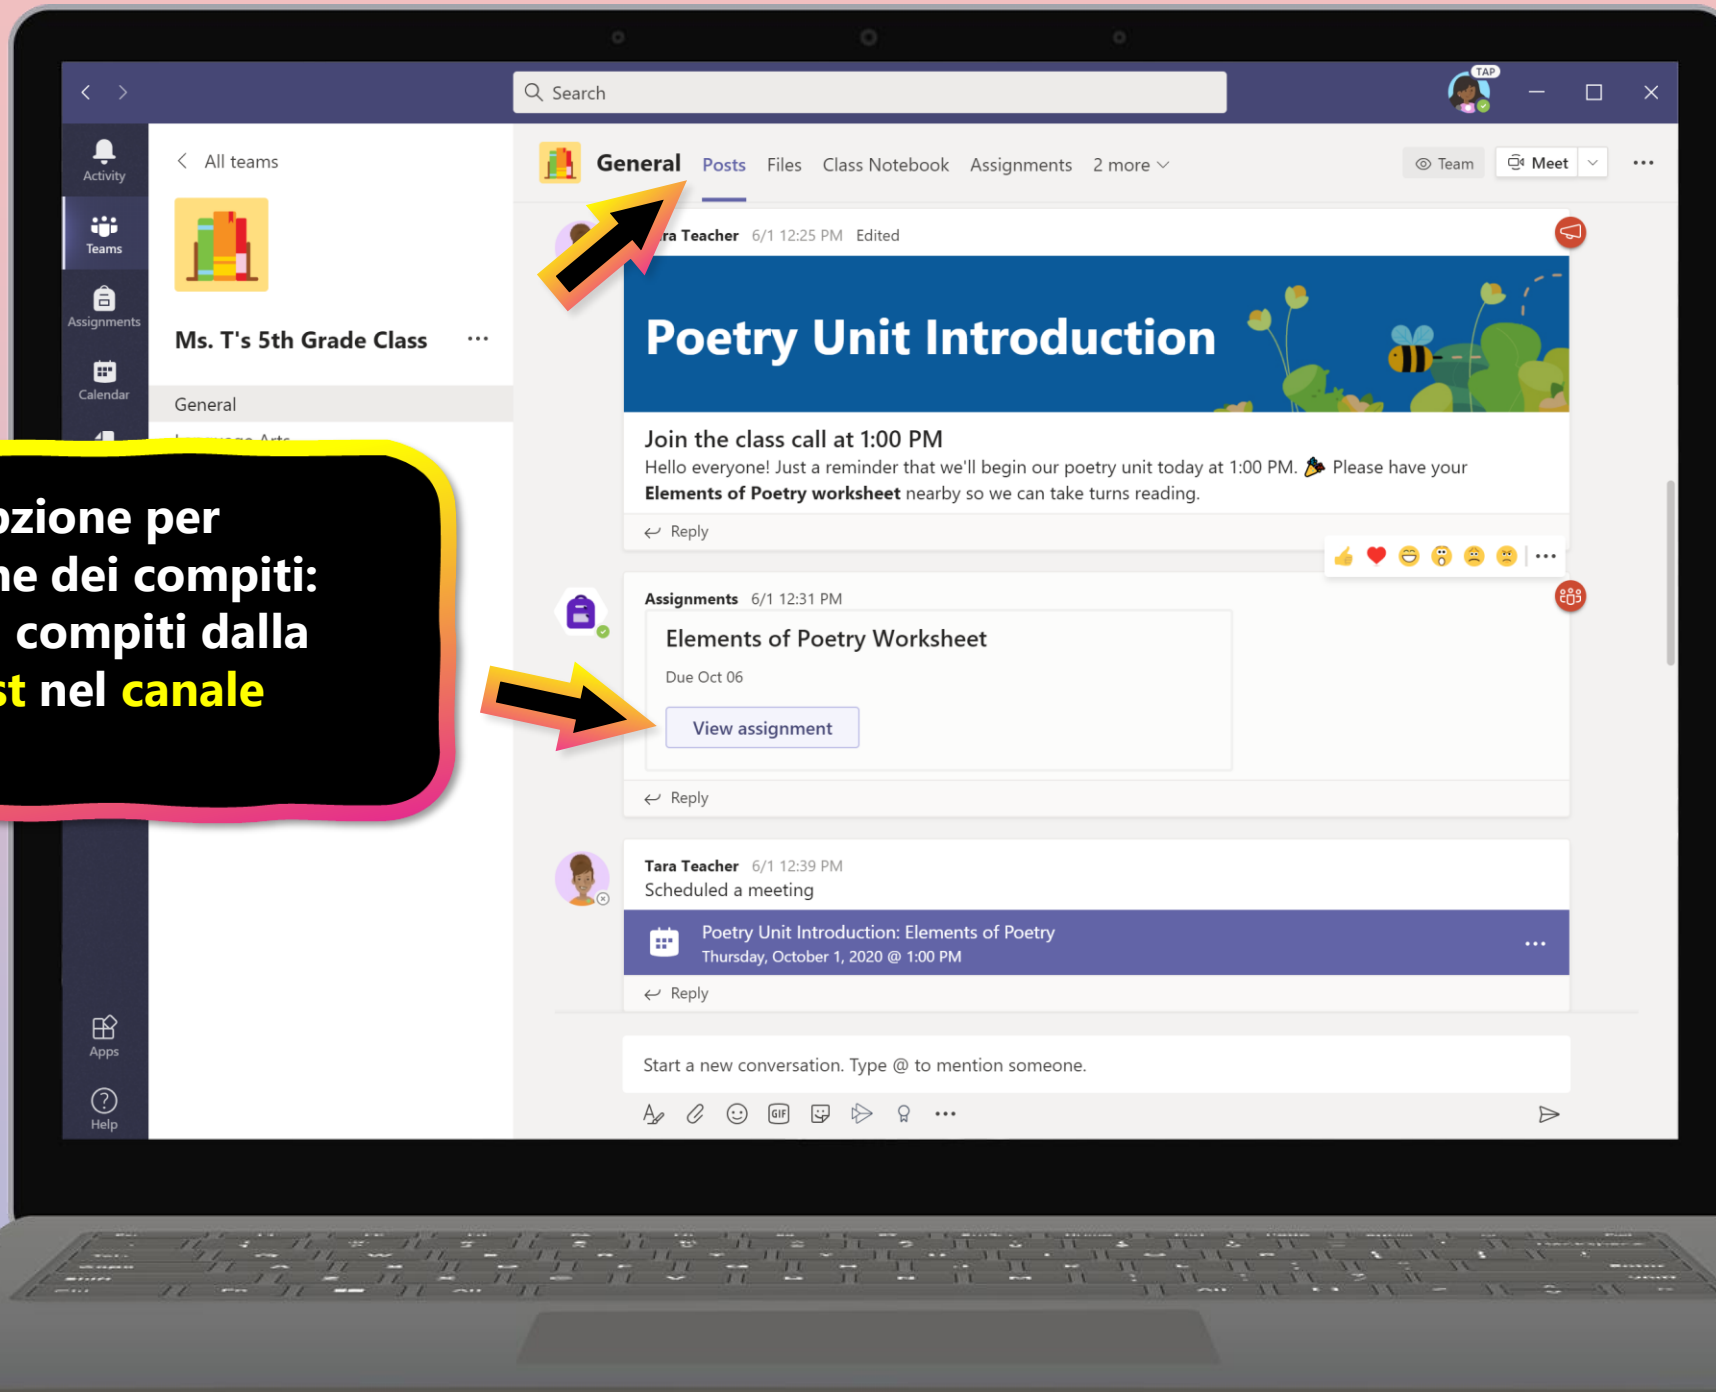 Search
TAP
Activity
Teams
Assignments
Calendar
Apps
Help
All teams
Ms. T's 5th Grade Class
General
per
dei compiti:
compiti dalla
nel canale
General Posts Files Class Notebook Assignments 2 more
Team Meet
Teacher 6/1 12:25 PM Edited
Poetry Unit Introduction
Join the class call at 1:00 PM
Hello everyone! Just a reminder that we'll begin our poetry unit today at 1:00 PM. 🎉 Please have your
Elements of Poetry worksheet nearby so we can take turns reading.
Reply
Assignments 6/1 12:31 PM
Elements of Poetry Worksheet
Due Oct 06
View assignment
Reply
Tara Teacher 6/1 12:39 PM
Scheduled a meeting
Poetry Unit Introduction: Elements of Poetry
Thursday, October 1, 2020 @ 1:00 PM
Reply
Start a new conversation. Type @ to mention someone.
GIF